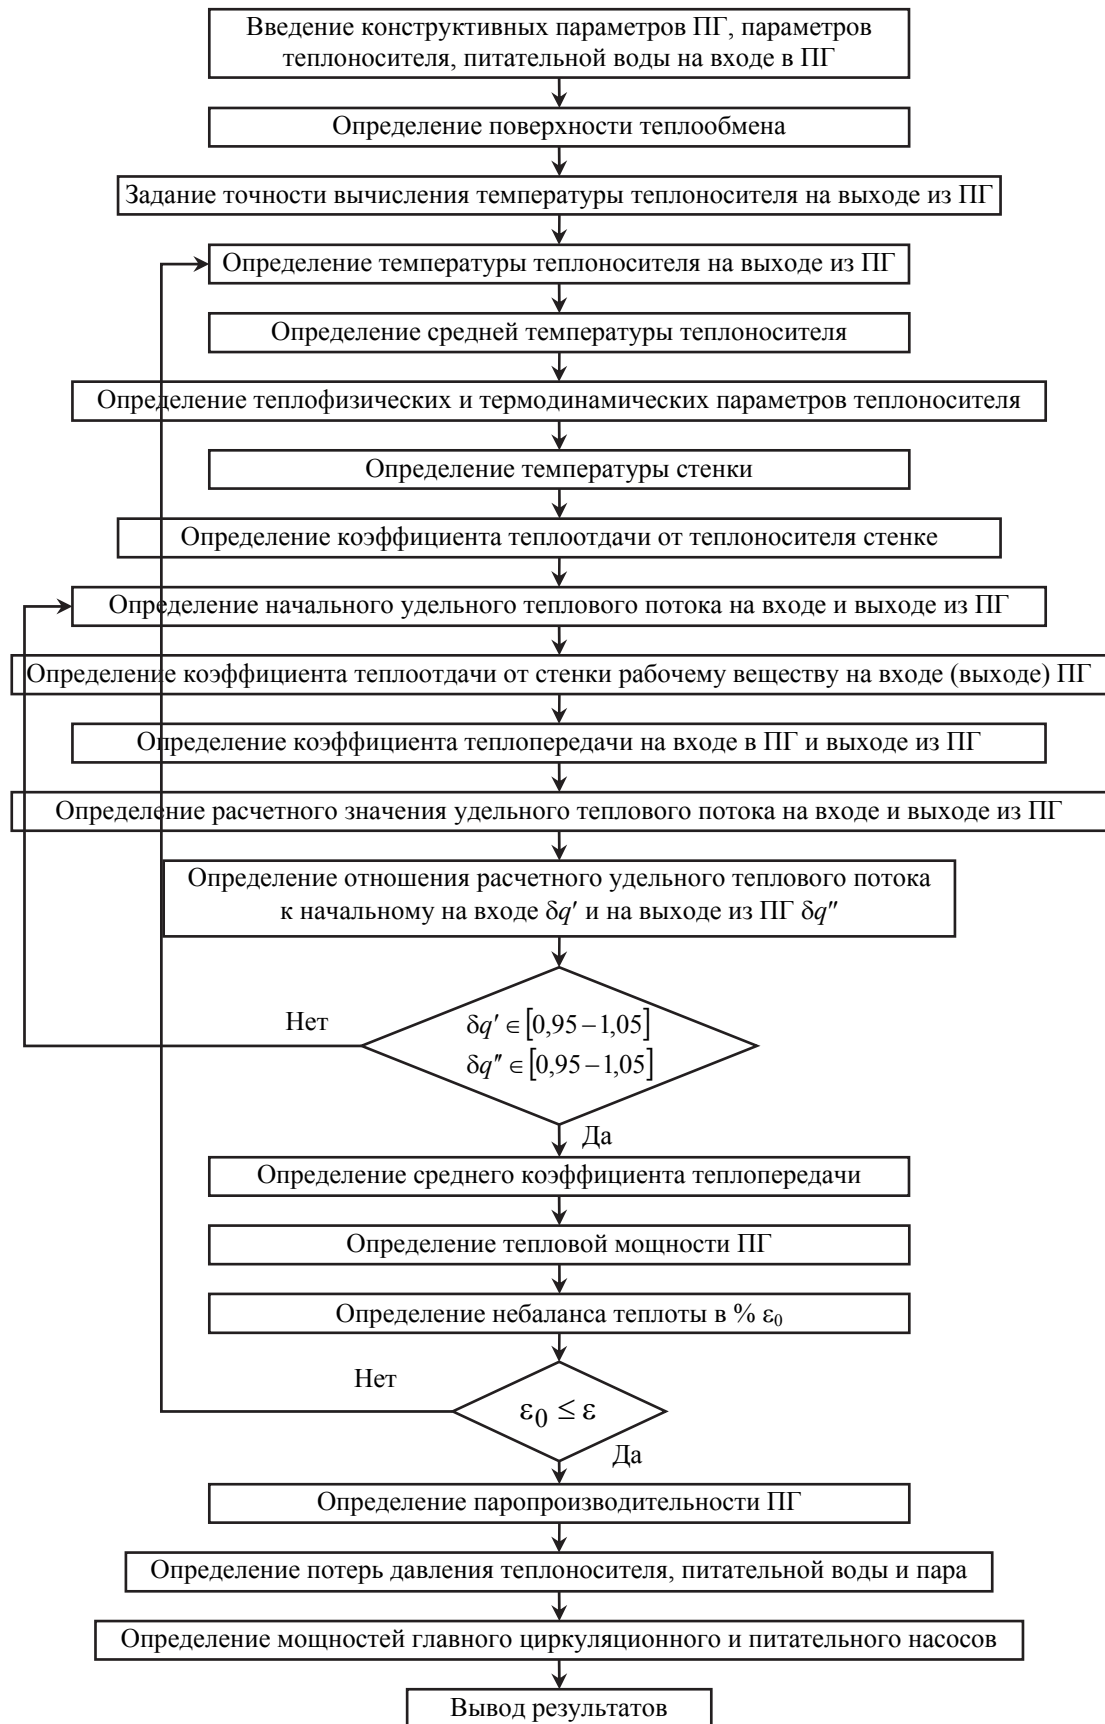 Введение конструктивных параметров ПГ, параметров
теплоносителя, питательной воды на входе в ПГ
Определение поверхности теплообмена
Задание точности вычисления температуры теплоносителя на выходе из ПГ
Определение температуры теплоносителя на выходе из ПГ
Определение средней температуры теплоносителя
Определение теплофизических и термодинамических параметров теплоносителя
Определение температуры стенки
Определение коэффициента теплоотдачи от теплоносителя стенке
Определение начального удельного теплового потока на входе и выходе из ПГ
Определение коэффициента теплоотдачи от стенки рабочему веществу на входе (выходе) ПГ
Определение коэффициента теплопередачи на входе в ПГ и выходе из ПГ
Определение расчетного значения удельного теплового потока на входе и выходе из ПГ
Определение отношения расчетного удельного теплового потока
к начальному на входе δq′ и на выходе из ПГ δq″
Нет
δq′ ∈ [0,95 – 1,05]
δq″ ∈ [0,95 – 1,05]
Да
Определение среднего коэффициента теплопередачи
Определение тепловой мощности ПГ
Определение небаланса теплоты в % ε₀
Нет
ε₀ ≤ ε
Да
Определение паропроизводительности ПГ
Определение потерь давления теплоносителя, питательной воды и пара
Определение мощностей главного циркуляционного и питательного насосов
Вывод результатов